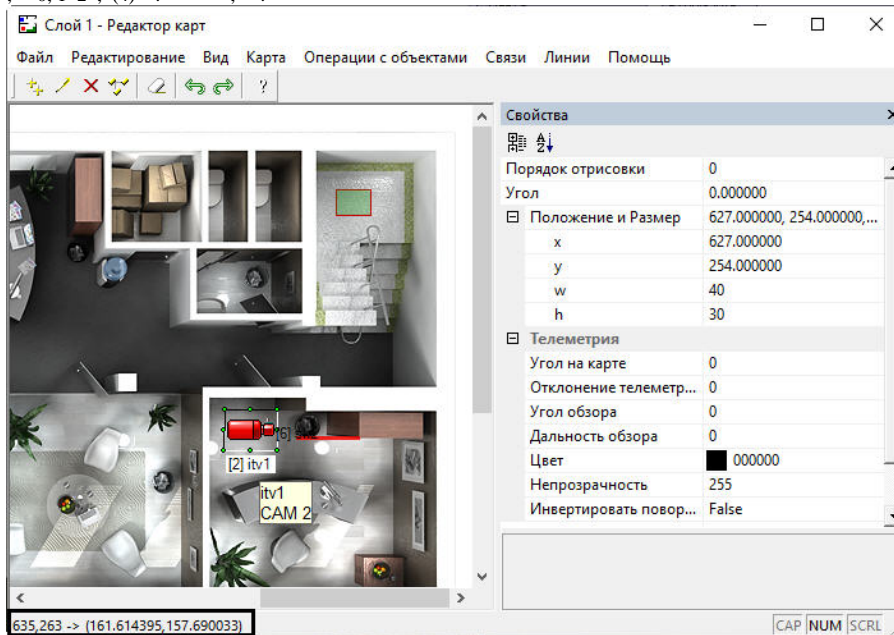 Слой 1 - Редактор карт
Файл Редактирование Вид Карта Операции с объектами Связи Линии Помощь
?
Свойства
Порядок отрисовки 0
Угол 0.000000
Положение и Размер 627.000000, 254.000000,...
x 627.000000
y 254.000000
w 40
h 30
Телеметрия
Угол на карте 0
Отклонение телеметр... 0
Угол обзора 0
Дальность обзора 0
Цвет 000000
Непрозрачность 255
Инвертировать повор... False
[6]
[2] itv1
itv1
CAM 2
635,263 -> (161.614395,157.690033)
CAP NUM SCRL